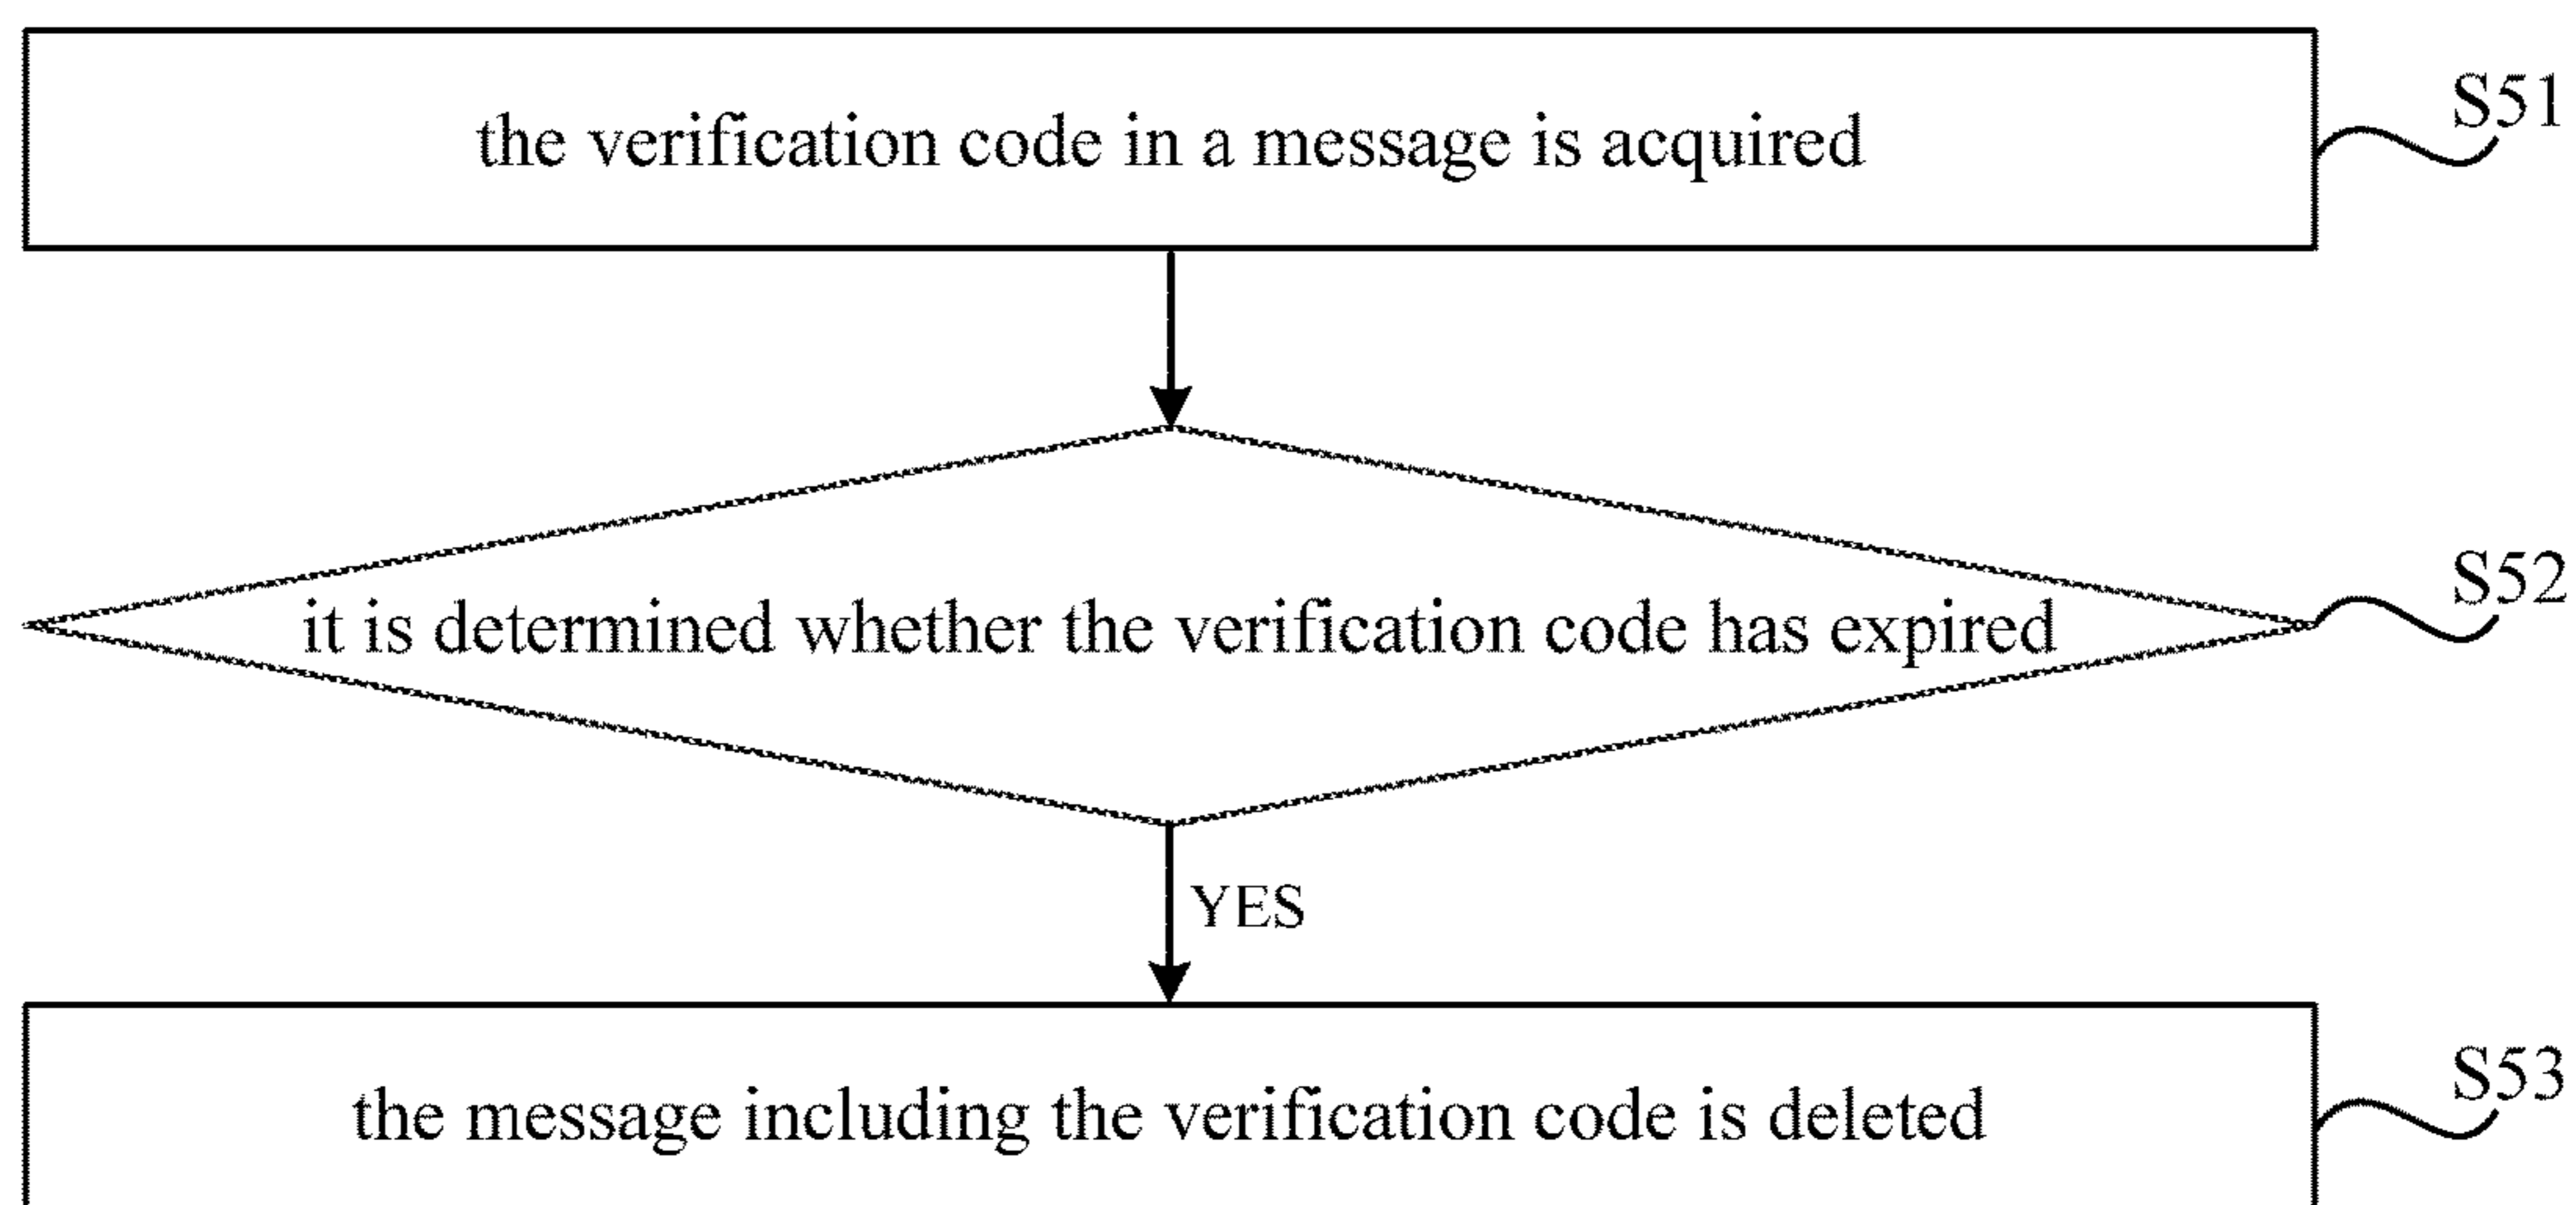 the verification code in a message is acquired
S51
it is determined whether the verification code has expired
S52
YES
the message including the verification code is deleted
S53